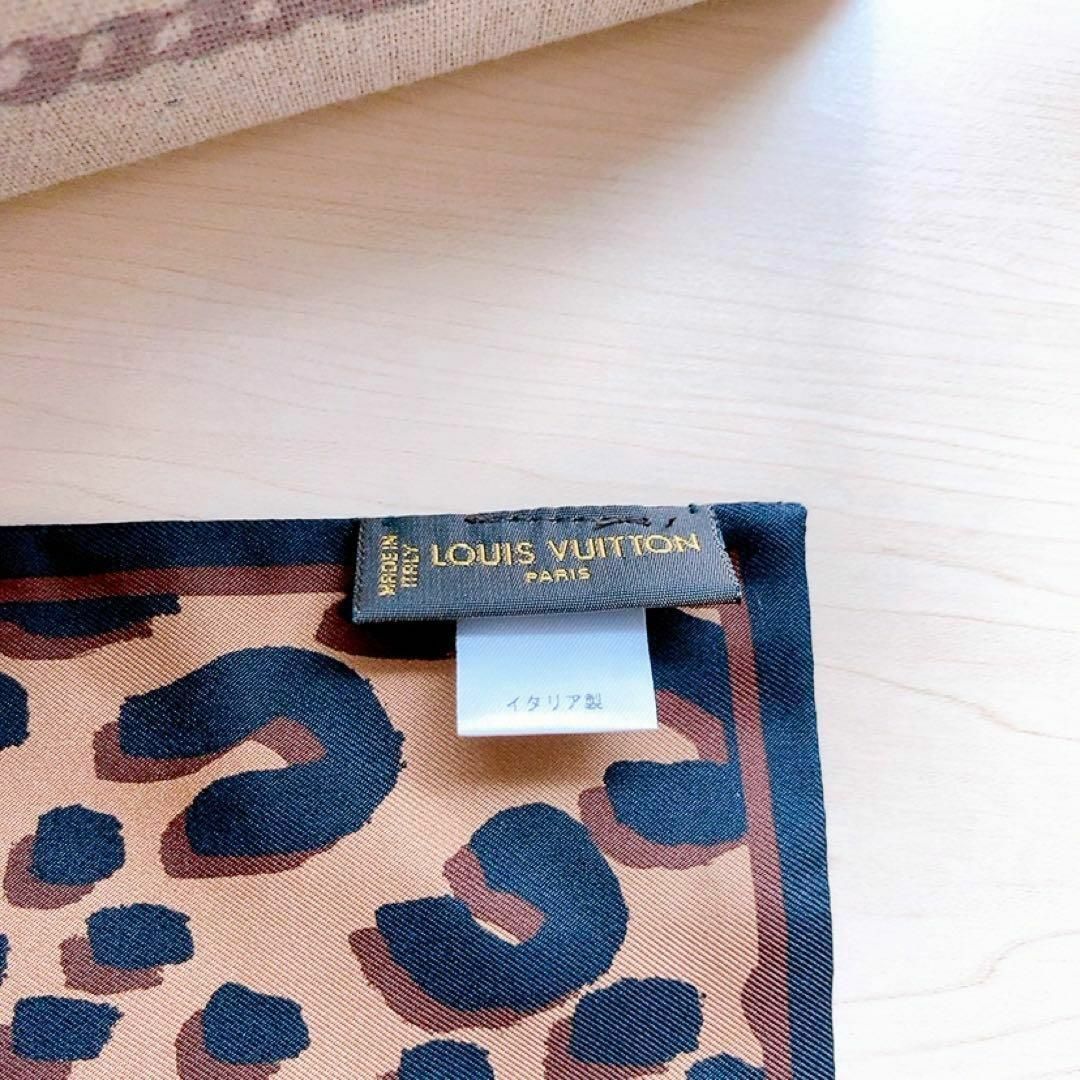 MADE IN
ITALY
LOUIS VUITTON
PARIS
イタリア製